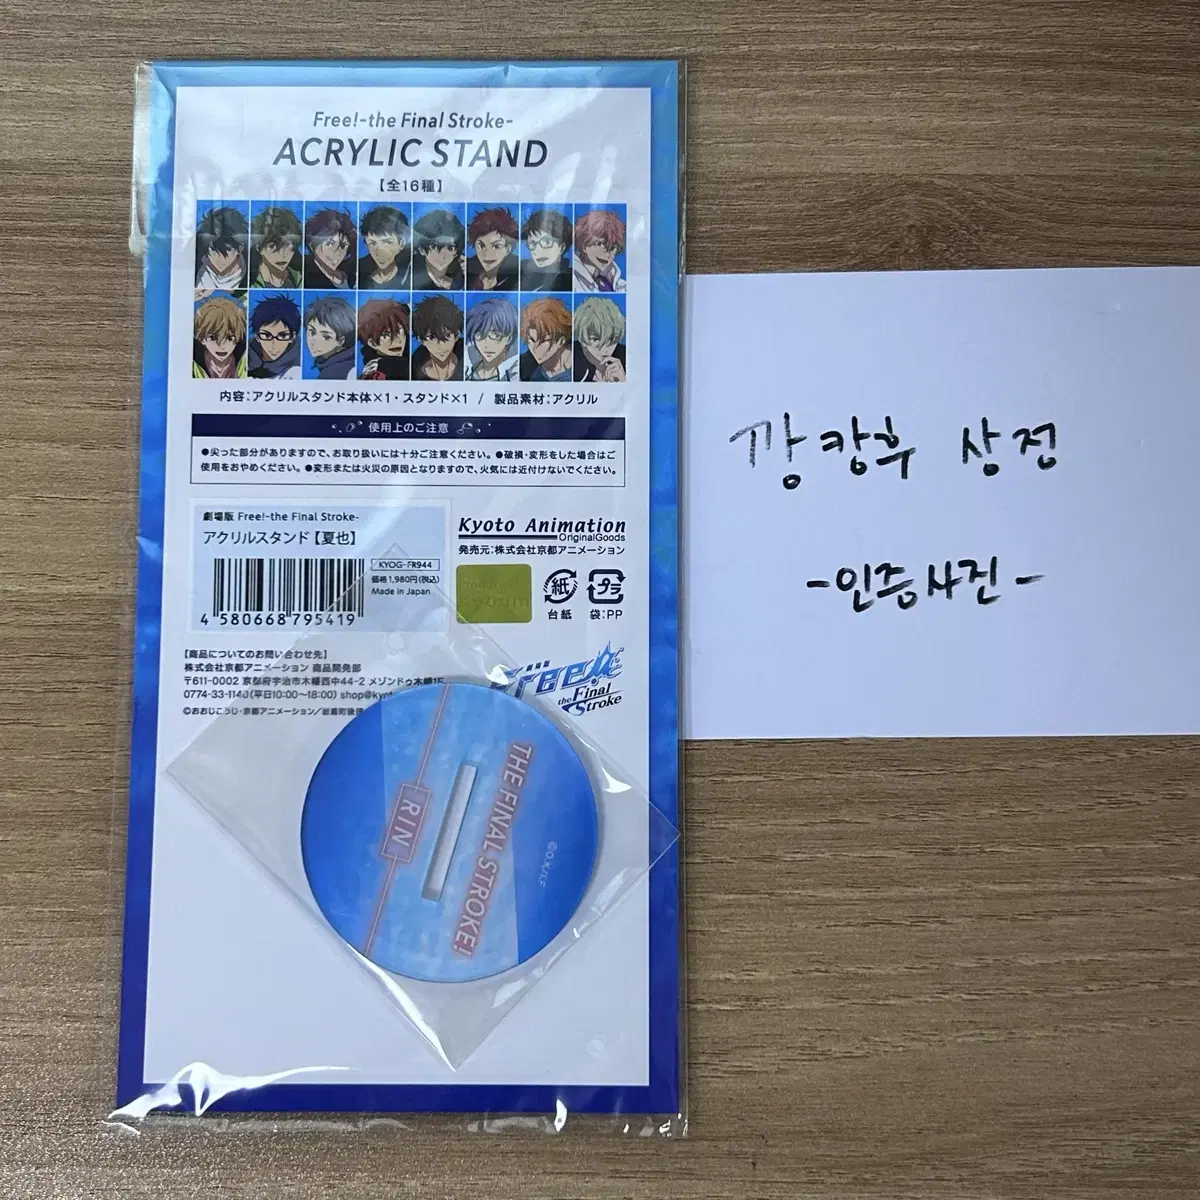 Free!-the Final Stroke-
ACRYLIC STAND
【全16種】
内容:アクリルスタンド本体×1・スタンド×1 / 製品素材:アクリル
使用上のご注意
●尖った部分がありますので、お取り扱いには十分ご注意ください。●破損・変形をした場合はご
使用をおやめください。●変形または火災の原因となりますので、火気には近付けないでください。
劇場版 Free!-the Final Stroke-
アクリルスタンド【夏也】
KYOG-FR944
価格1,980円(税込)
Made in Japan
4 580668 795419
Kyoto Animation
OriginalGoods
発売元:株式会社京都アニメーション
紙
プラ
台紙
袋:PP
【商品についてのお問い合わせ先】
株式会社京都アニメーション 商品開発部
〒611-0002 京都府宇治市木幡西中44-2 メゾンドゥ木幡1F
0774-33-1140(平日10:00~18:00) shop@kyot
©おおじこうじ・京都アニメーション/岩鳶町後援
Free!
the Final
Stroke
THE FINAL STROKE!
RIN
©O,K/I,F
깡캉후 상점
-인증사진-